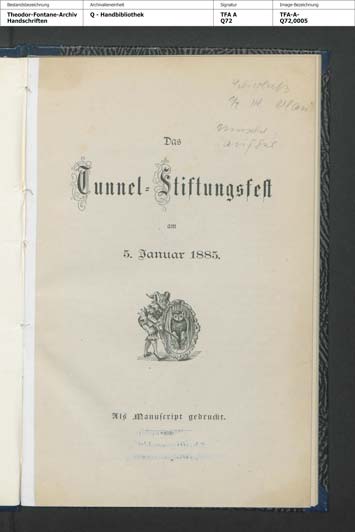 Bestandsbezeichnung Archivalieneinheit Signatur Image-Bezeichnung
Theodor-Fontane-Archiv Handschriften
Q - Handbibliothek
TFA A Q72
TFA-A-Q72,0005
Das
Tunnel-Stiftungsfest
am
5. Januar 1885.
Als Manuscript gedruckt.